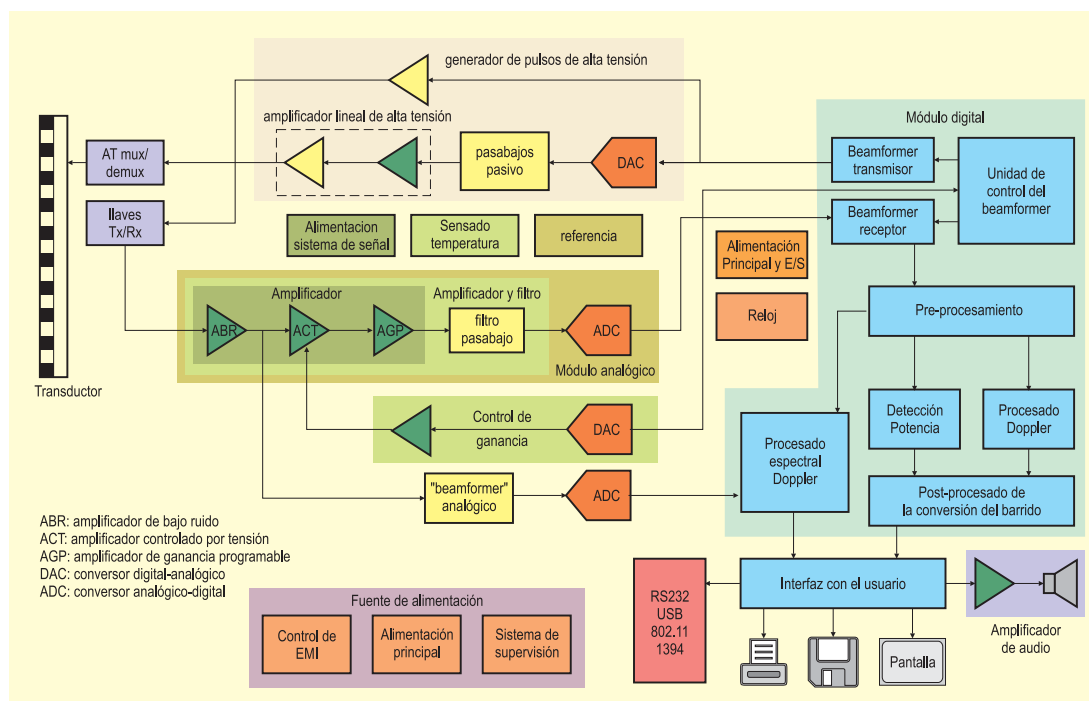 generador de pulsos de alta tensión
amplificador lineal de alta tensión
Módulo digital
AT mux/
demux
pasabajos
pasivo
DAC
Beamformer
transmisor
Unidad de
control del
beamformer
llaves
Tx/Rx
Beamformer
receptor
Alimentacion
sistema de señal
Sensado
temperatura
referencia
Alimentación
Principal y E/S
Reloj
Amplificador
Amplificador y filtro
ABR
ACT
AGP
filtro
pasabajo
ADC
Módulo analógico
Pre-procesamiento
Transductor
Control de
ganancia
DAC
Procesado
espectral
Doppler
Detección
Potencia
Procesado
Doppler
"beamformer"
analógico
ADC
Post-procesado de
la conversión del barrido
ABR: amplificador de bajo ruido
ACT: amplificador controlado por tensión
AGP: amplificador de ganancia programable
DAC: conversor digital-analógico
ADC: conversor analógico-digital
RS232
USB
802.11
1394
Interfaz con el usuario
Amplificador
de audio
Pantalla
Fuente de alimentación
Control de
EMI
Alimentación
principal
Sistema de
supervisión